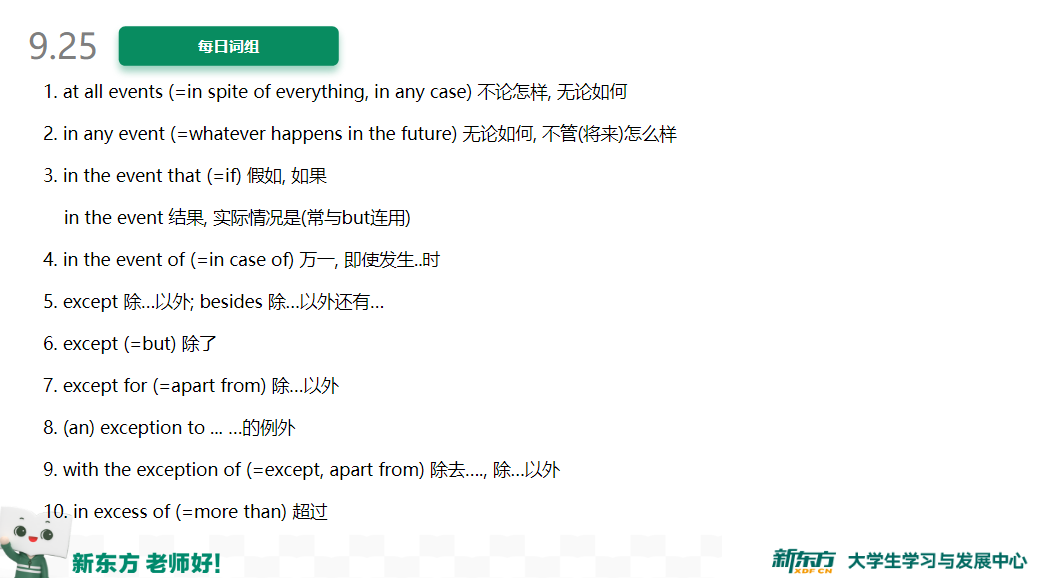 9.25
每日词组
1. at all events (=in spite of everything, in any case) 不论怎样, 无论如何
2. in any event (=whatever happens in the future) 无论如何, 不管(将来)怎么样
3. in the event that (=if) 假如, 如果
in the event 结果, 实际情况是(常与but连用)
4. in the event of (=in case of) 万一, 即使发生..时
5. except 除…以外; besides 除…以外还有…
6. except (=but) 除了
7. except for (=apart from) 除…以外
8. (an) exception to ... …的例外
9. with the exception of (=except, apart from) 除去…., 除…以外
10. in excess of (=more than) 超过
新东方 老师好!
新东方 XDF.CN 大学生学习与发展中心